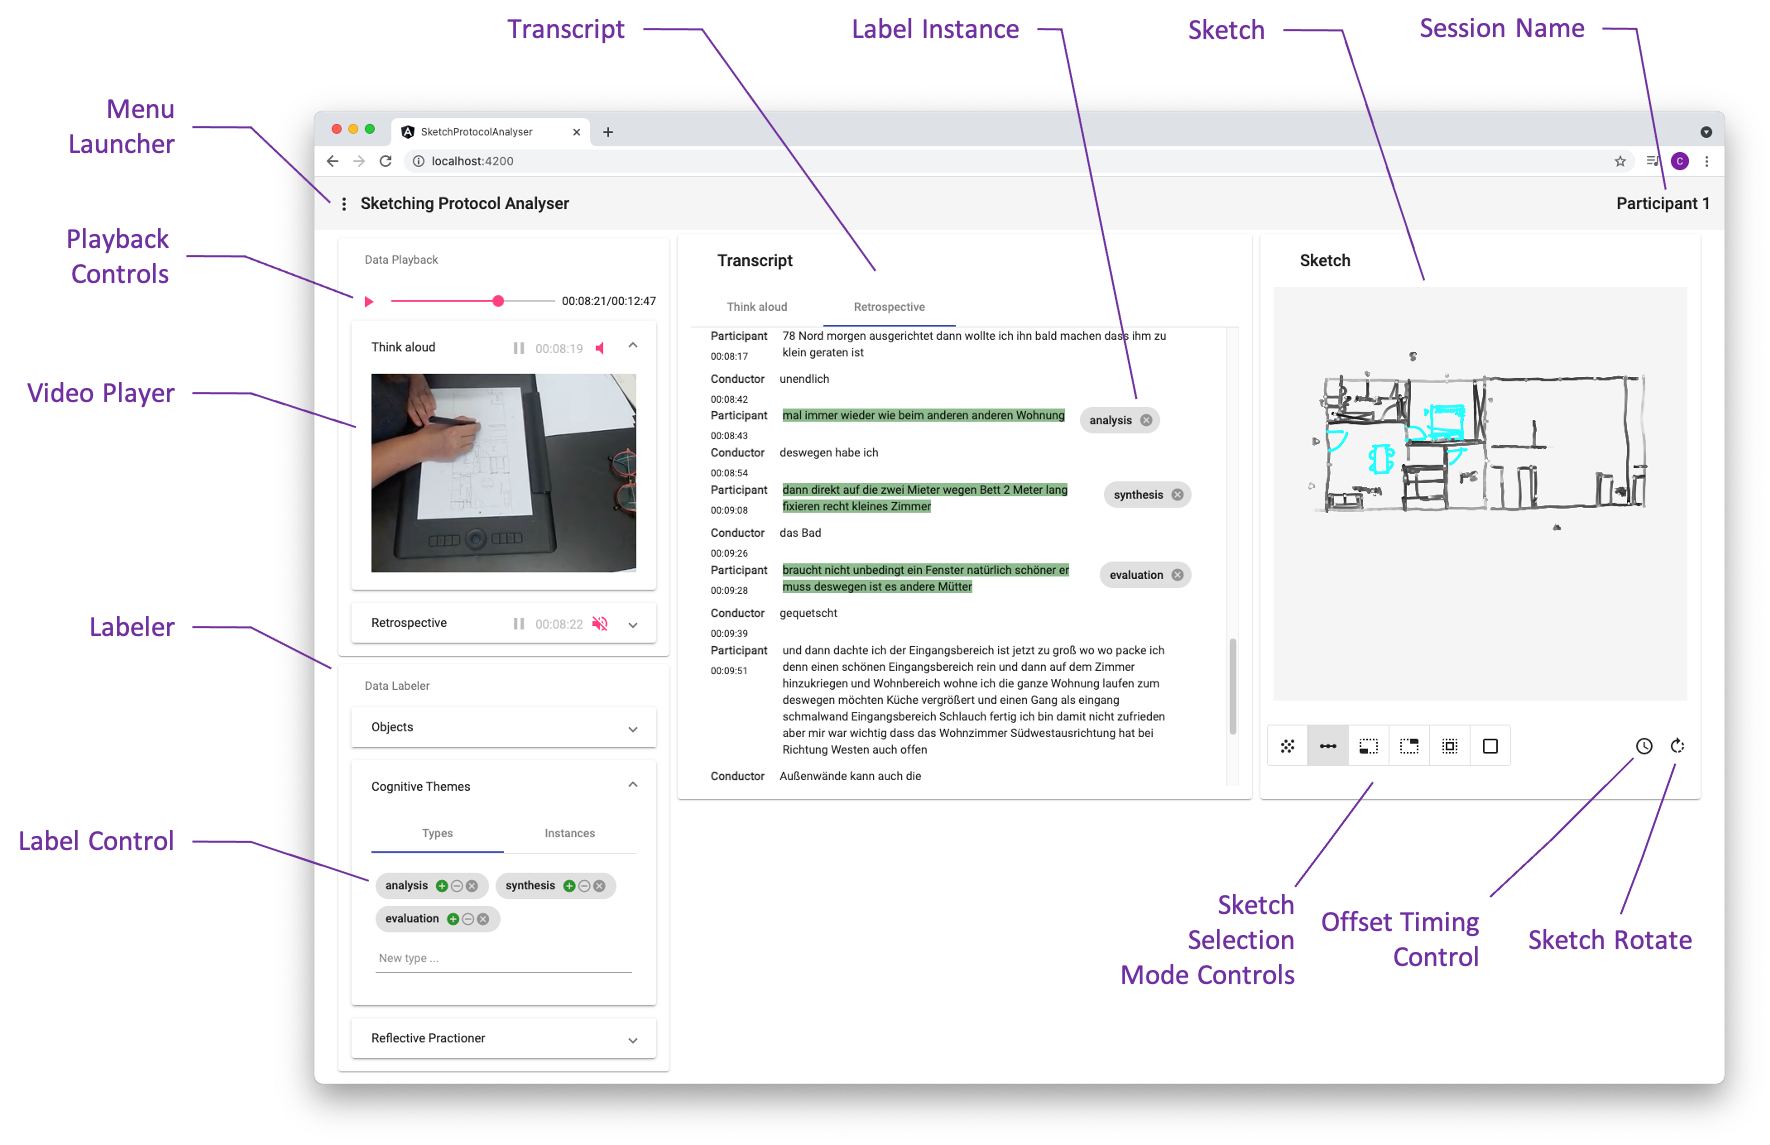 Transcript
Label Instance
Sketch
Session Name
Menu
Launcher
SketchProtocolAnalyser
localhost:4200
C
Sketching Protocol Analyser
Participant 1
Playback
Controls
Data Playback
00:08:21/00:12:47
Think aloud
00:08:19
Video Player
Retrospective
00:08:22
Labeler
Data Labeler
Objects
Cognitive Themes
Types
Instances
Label Control
analysis
synthesis
evaluation
New type ...
Reflective Practioner
Transcript
Think aloud
Retrospective
Participant
78 Nord morgen ausgerichtet dann wollte ich ihn bald machen dass ihm zu
00:08:17
klein geraten ist
Conductor
unendlich
00:08:42
Participant
mal immer wieder wie beim anderen anderen Wohnung
analysis
00:08:43
Conductor
deswegen habe ich
00:08:54
Participant
dann direkt auf die zwei Mieter wegen Bett 2 Meter lang
synthesis
00:09:08
fixieren recht kleines Zimmer
Conductor
das Bad
00:09:26
Participant
braucht nicht unbedingt ein Fenster natürlich schöner er
evaluation
00:09:28
muss deswegen ist es andere Mütter
Conductor
gequetscht
00:09:39
Participant
und dann dachte ich der Eingangsbereich ist jetzt zu groß wo wo packe ich
00:09:51
denn einen schönen Eingangsbereich rein und dann auf dem Zimmer
hinzukriegen und Wohnbereich wohne ich die ganze Wohnung laufen zum
deswegen möchten Küche vergrößert und einen Gang als eingang
schmalwand Eingangsbereich Schlauch fertig ich bin damit nicht zufrieden
aber mir war wichtig dass das Wohnzimmer Südwestausrichtung hat bei
Richtung Westen auch offen
Conductor
Außenwände kann auch die
Sketch
Sketch
Selection
Mode Controls
Offset Timing
Control
Sketch Rotate